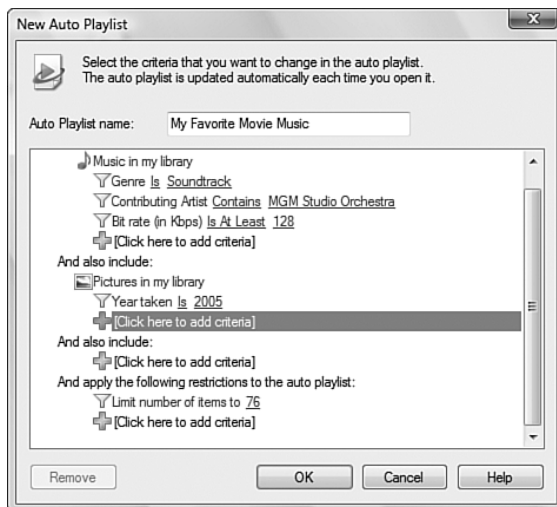 New Auto Playlist
Select the criteria that you want to change in the auto playlist.
The auto playlist is updated automatically each time you open it.
Auto Playlist name: My Favorite Movie Music
Music in my library
Genre Is Soundtrack
Contributing Artist Contains MGM Studio Orchestra
Bit rate (in Kbps) Is At Least 128
[Click here to add criteria]
And also include:
Pictures in my library
Year taken Is 2005
[Click here to add criteria]
And also include:
[Click here to add criteria]
And apply the following restrictions to the auto playlist:
Limit number of items to 76
[Click here to add criteria]
Remove OK Cancel Help